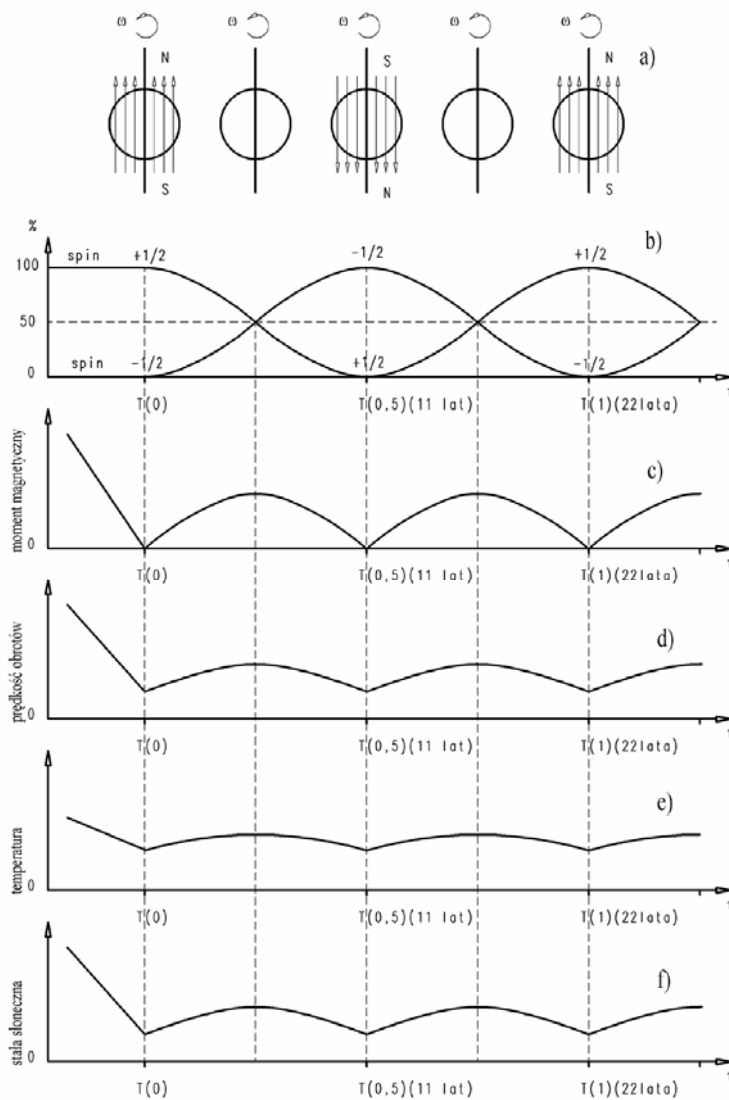 ω ω ω ω ω
N S N a)
S N S
% b)
spin +1/2 -1/2 +1/2
100
50
spin -1/2 +1/2 -1/2
0
T(0) T(0,5)(11 lat) T(1)(22lata)
moment magnetyczny c)
0
T(0) T(0,5)(11 lat) T(1)(22lata)
prędkość obrotów d)
0
T(0) T(0,5)(11 lat) T(1)(22lata)
temperatura e)
0
T(0) T(0,5)(11 lat) T(1)(22lata)
stała słoneczna f)
0
T(0) T(0,5)(11 lat) T(1)(22lata)